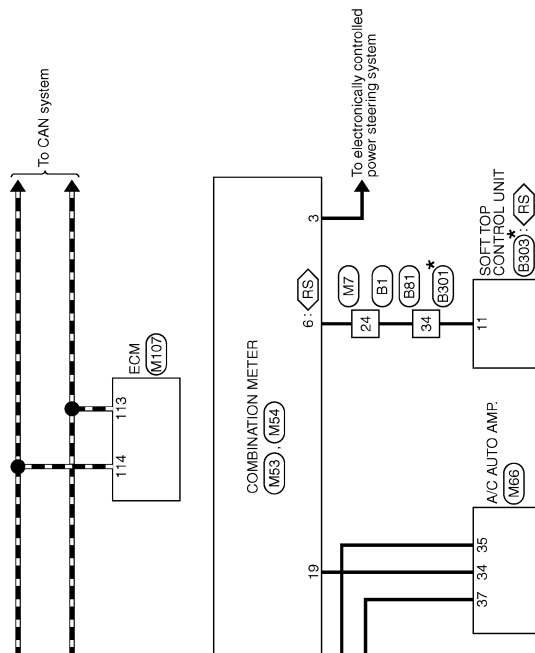 To CAN system
ECM
M107
113
114
To electronically controlled
power steering system
3
6 : RS
COMBINATION METER
M53 , M54
19
M7
24
B1
B81
34
B301 *
SOFT TOP
CONTROL UNIT
B303 * : RS
11
A/C AUTO AMP.
M66
35
34
37